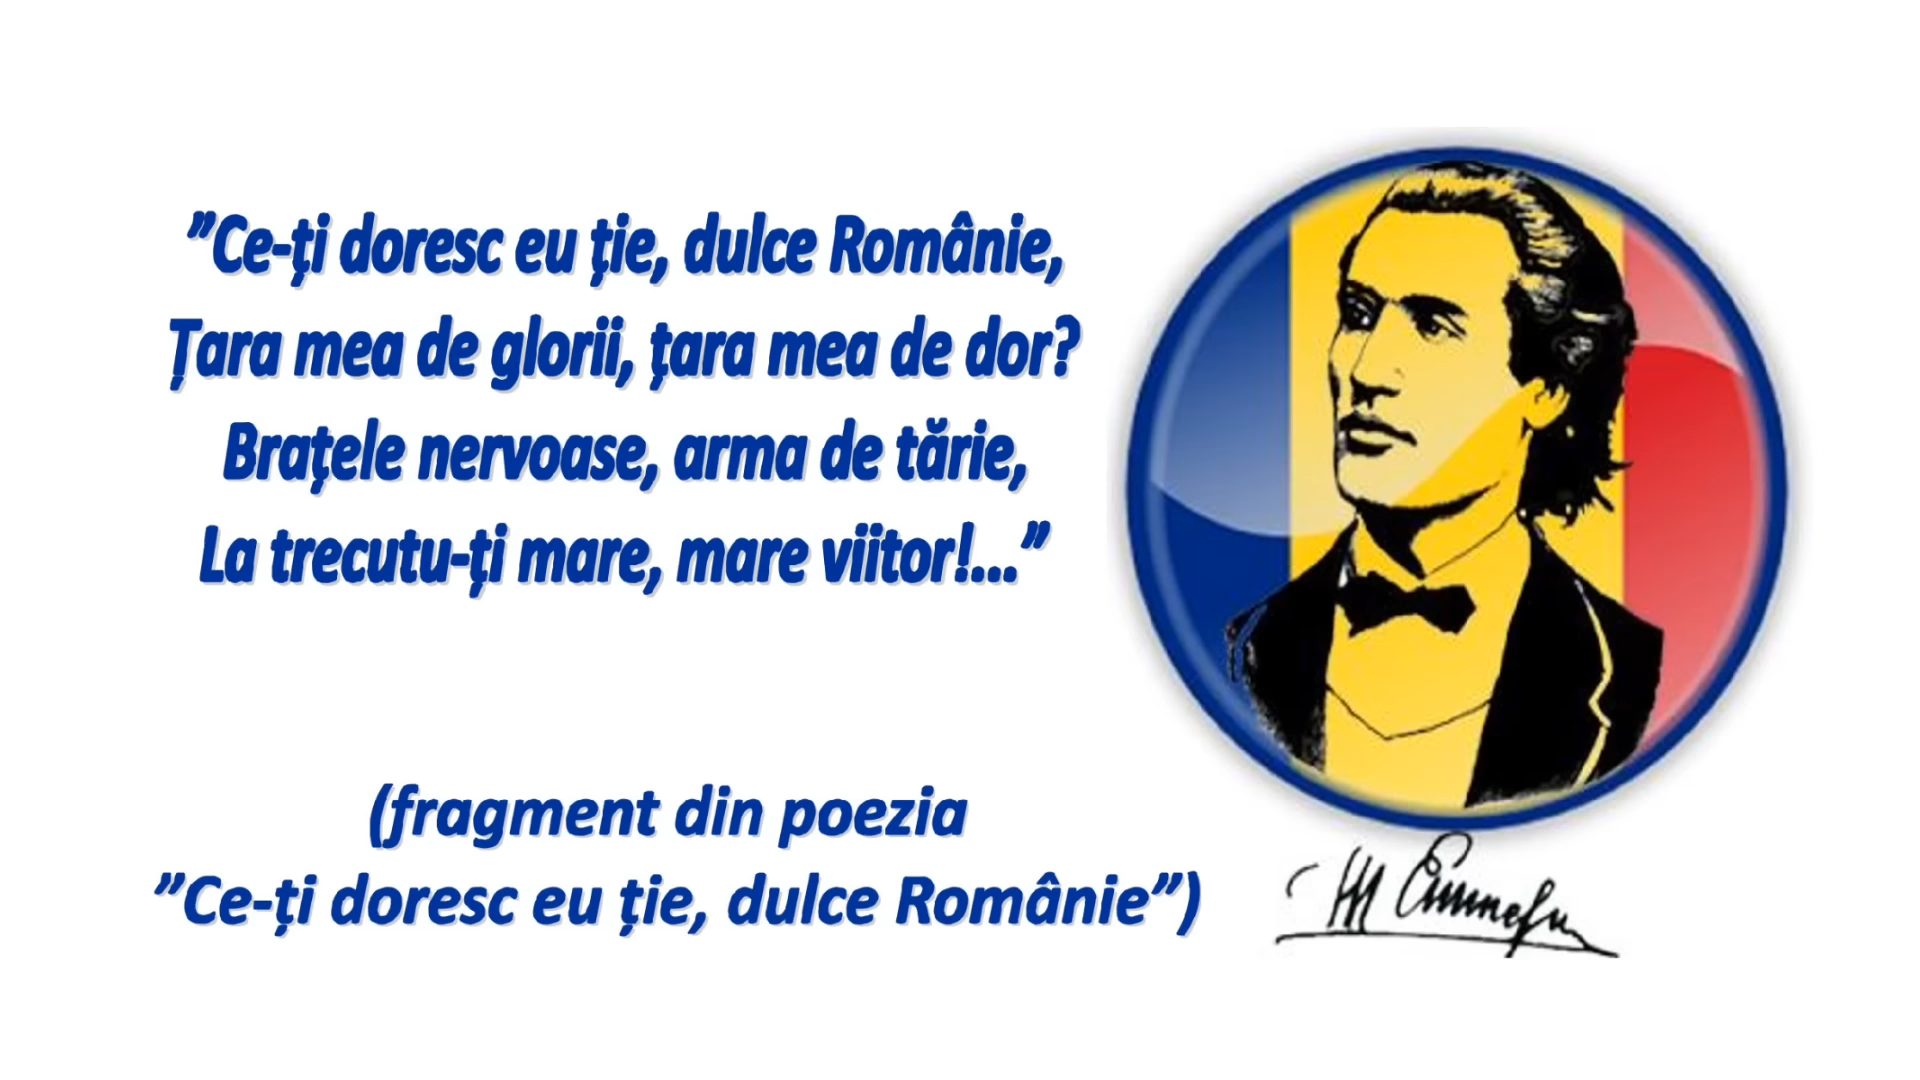 ”Ce-ți doresc eu ție, dulce Românie,
Țara mea de glorii, țara mea de dor?
Brațele nervoase, arma de tărie,
La trecutu-ți mare, mare viitor!...”
(fragment din poezia
”Ce-ți doresc eu ție, dulce Românie”)
M Eminescu